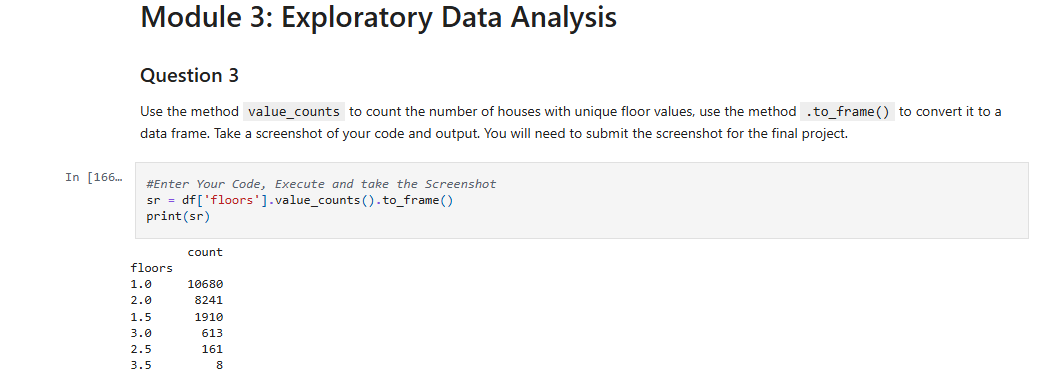 Module 3: Exploratory Data Analysis
Question 3
Use the method value_counts to count the number of houses with unique floor values, use the method .to_frame() to convert it to a
data frame. Take a screenshot of your code and output. You will need to submit the screenshot for the final project.
In [166…
#Enter Your Code, Execute and take the Screenshot
sr = df['floors'].value_counts().to_frame()
print(sr)
count
floors
1.0 10680
2.0 8241
1.5 1910
3.0 613
2.5 161
3.5 8